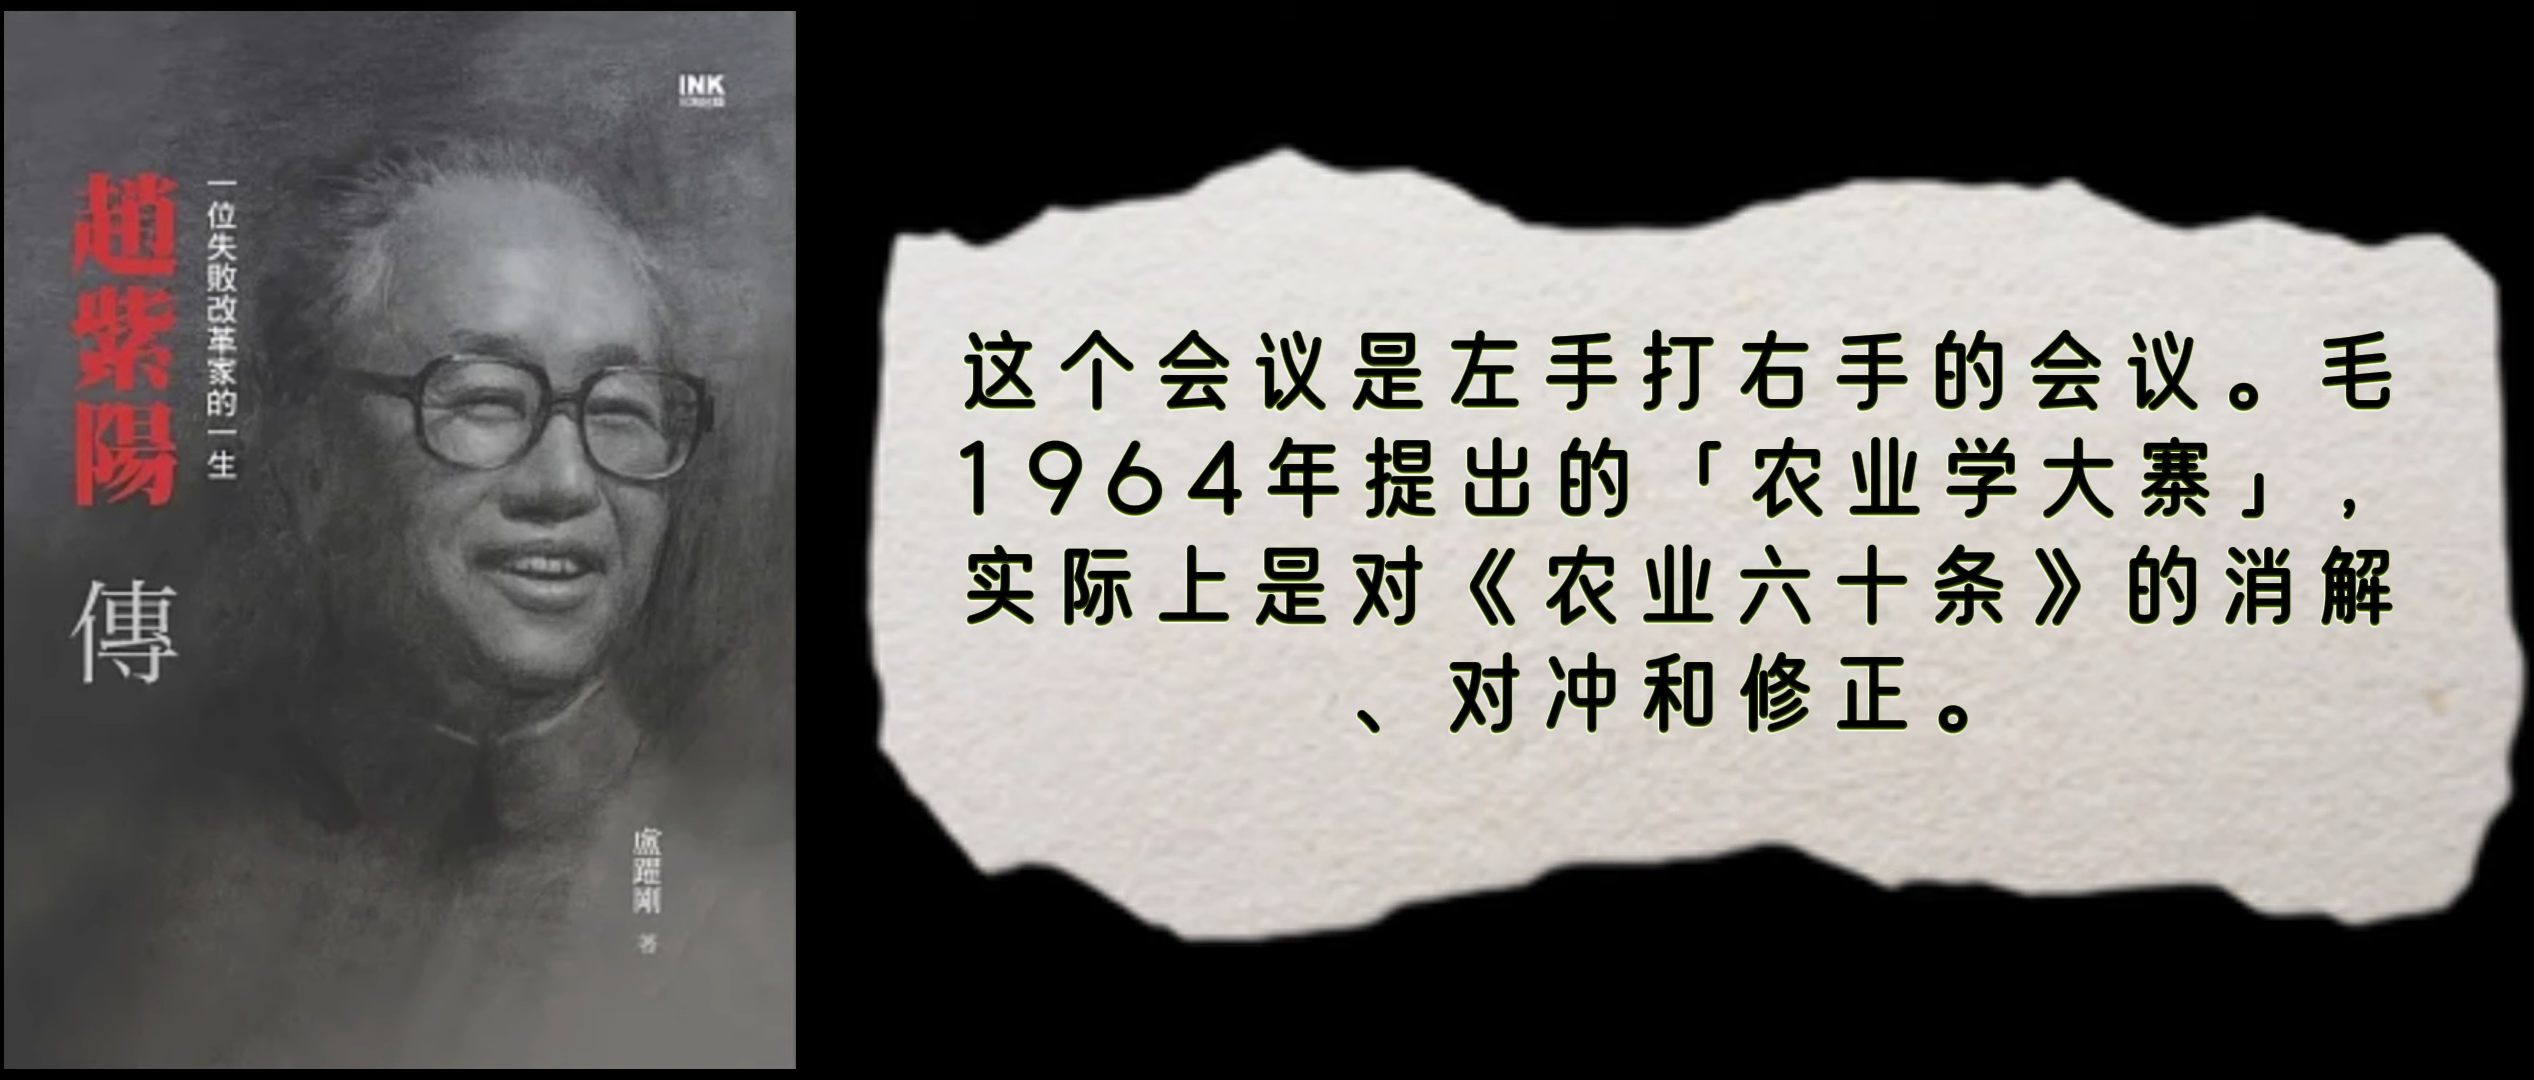 INK
趙紫陽 傳
一位失敗改革家的一生
盧躍剛 著
这个会议是左手打右手的会议。毛
1964年提出的「农业学大寨」，
实际上是对《农业六十条》的消解
、对冲和修正。